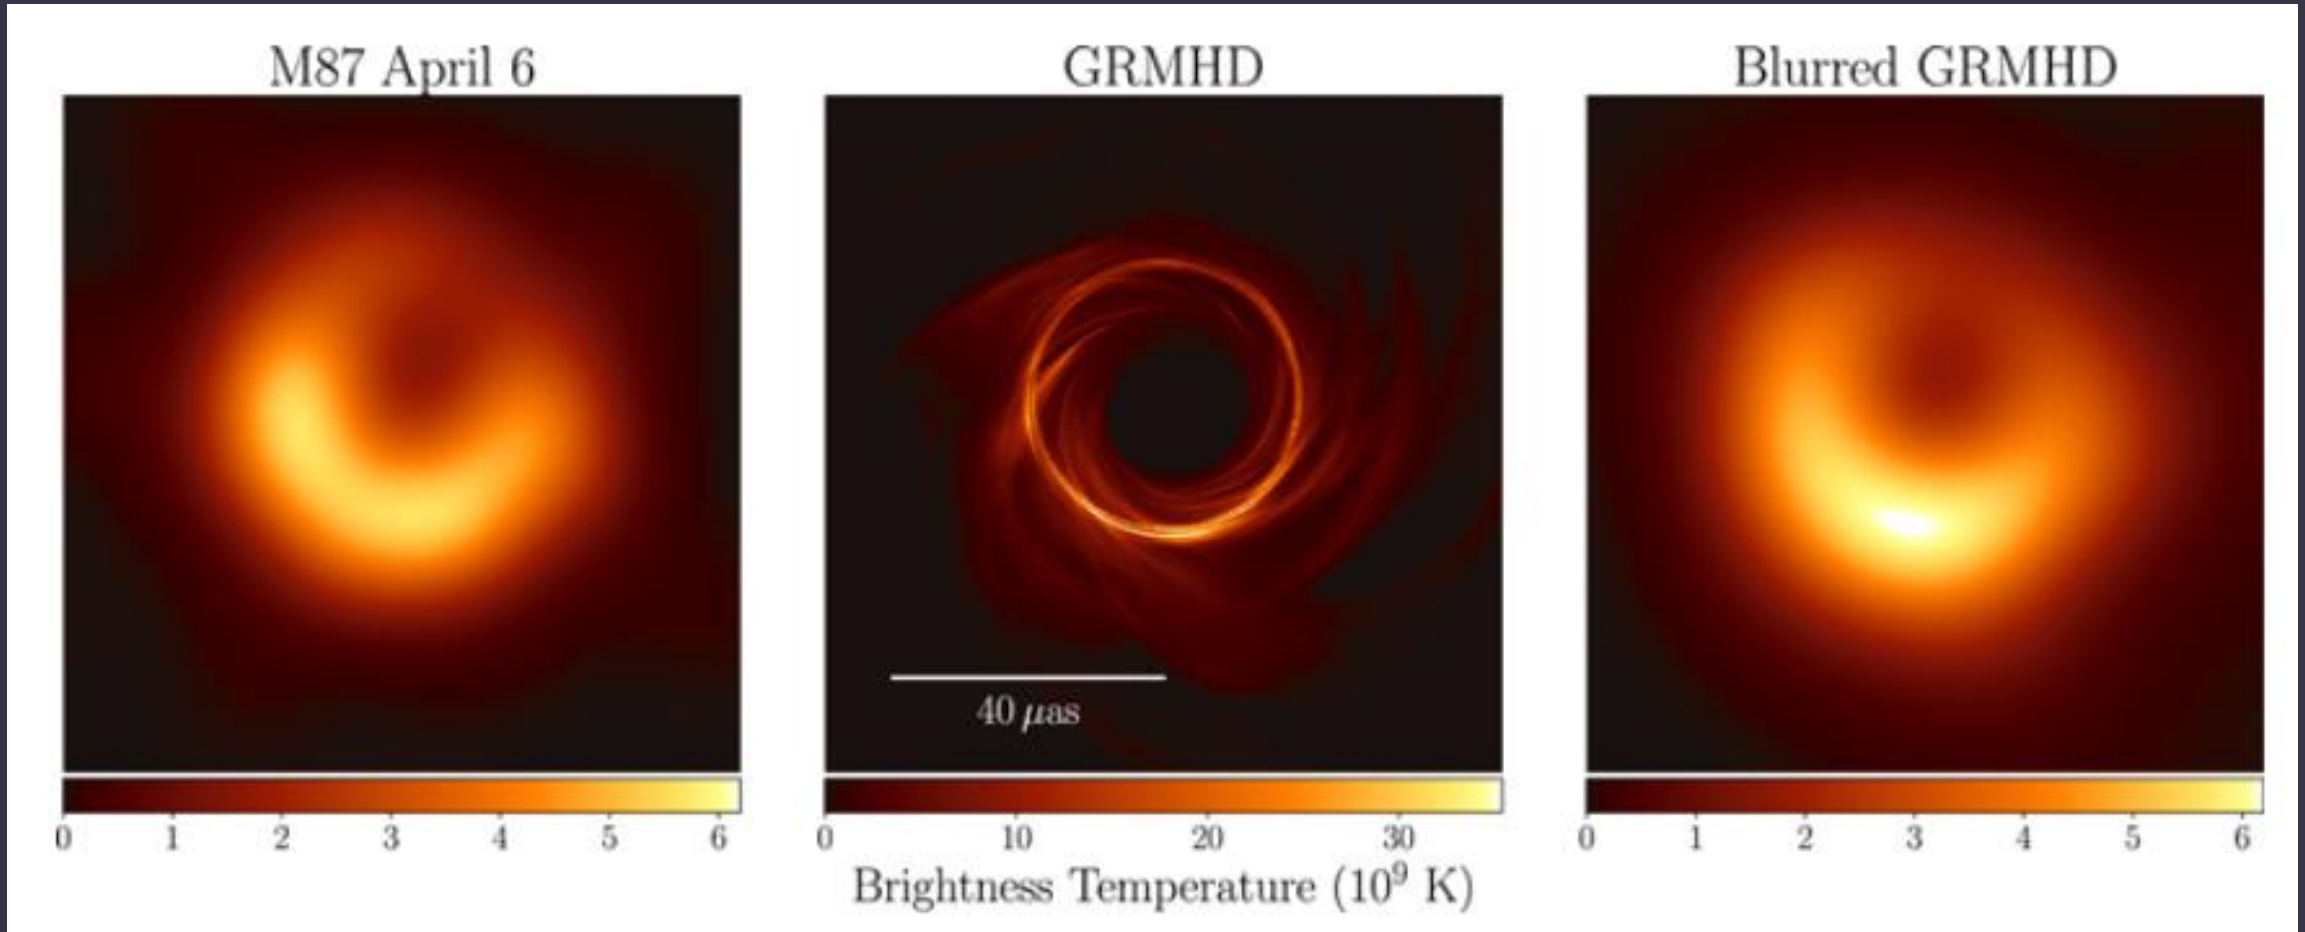 M87 April 6
GRMHD
Blurred GRMHD
40 μas
0 1 2 3 4 5 6
0 10 20 30
0 1 2 3 4 5 6
Brightness Temperature (10⁹ K)